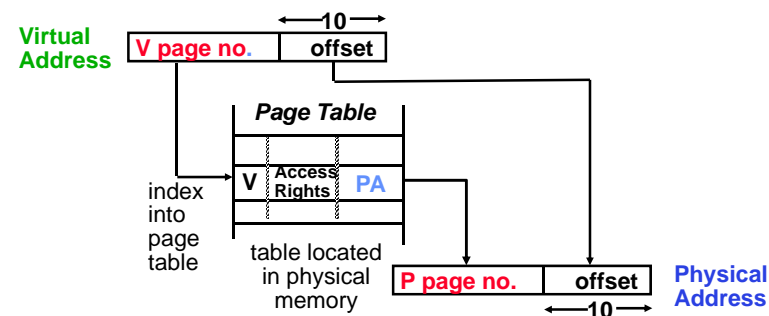 10
Virtual
Address
V page no.
offset
Page Table
V
Access
Rights
PA
index
into
page
table
table located
in physical
memory
P page no.
offset
Physical
Address
10